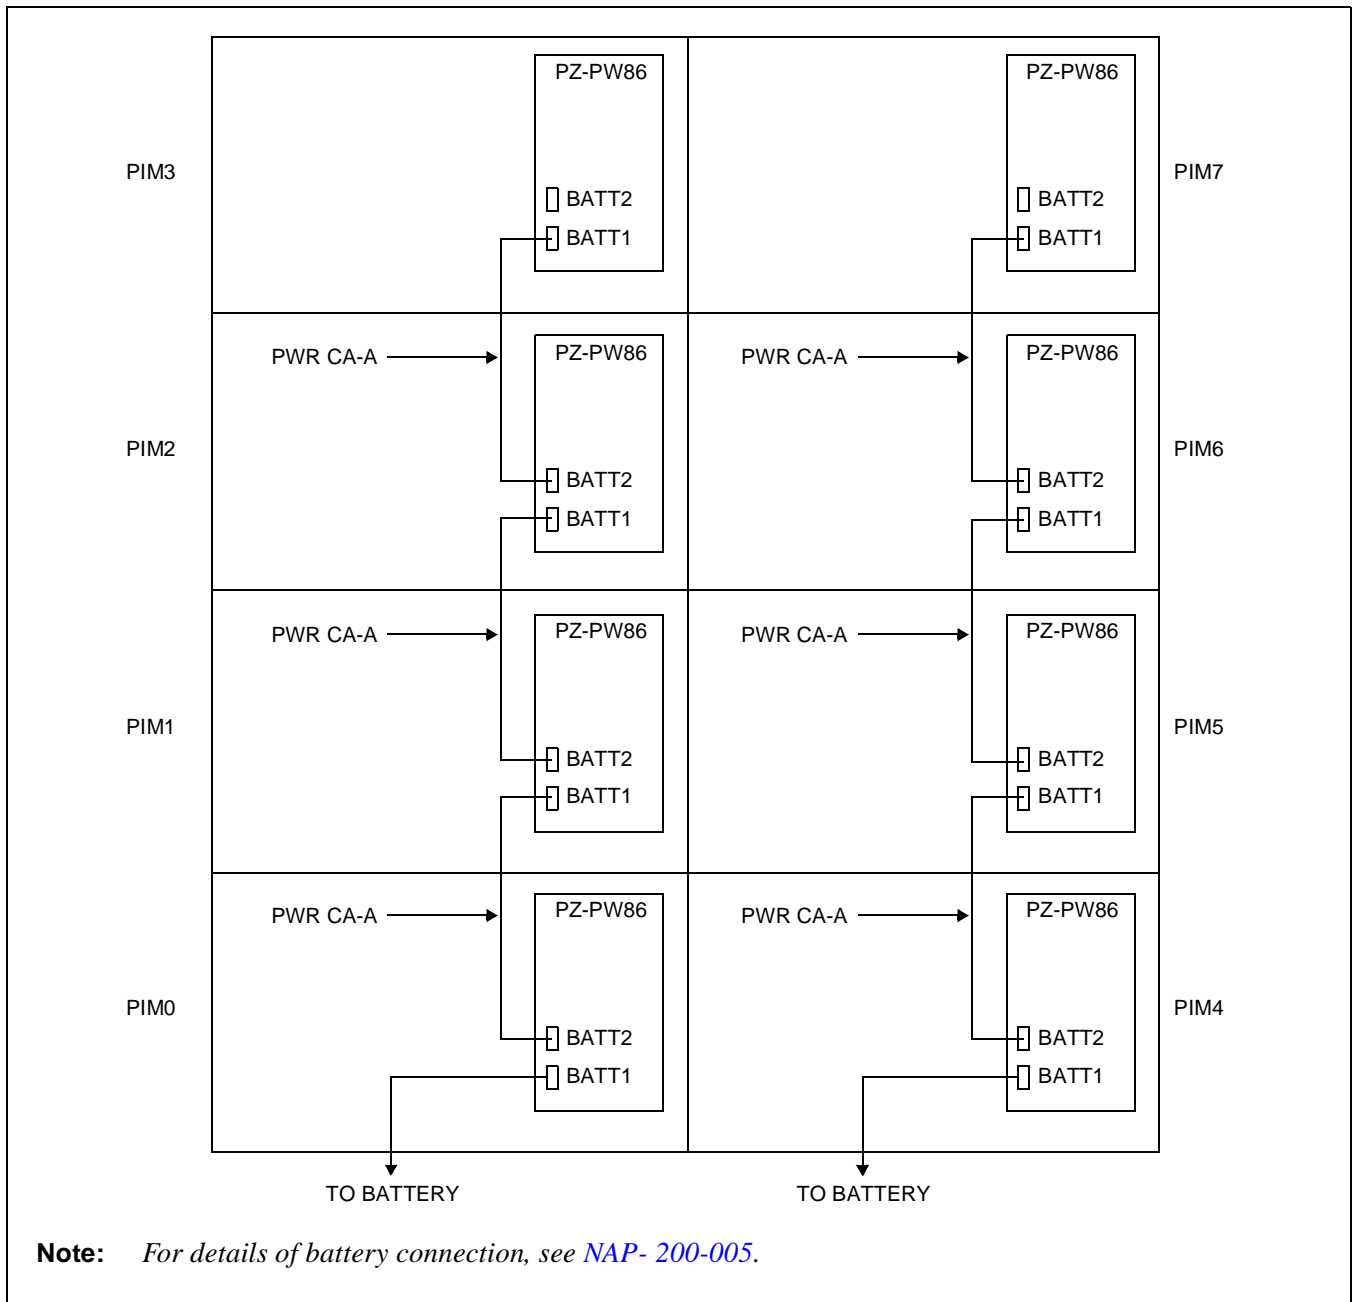 PZ-PW86 PZ-PW86
PIM3 PIM7
BATT2 BATT2
BATT1 BATT1
PWR CA-A PZ-PW86 PWR CA-A PZ-PW86
PIM2 PIM6
BATT2 BATT2
BATT1 BATT1
PWR CA-A PZ-PW86 PWR CA-A PZ-PW86
PIM1 PIM5
BATT2 BATT2
BATT1 BATT1
PWR CA-A PZ-PW86 PWR CA-A PZ-PW86
PIM0 PIM4
BATT2 BATT2
BATT1 BATT1
TO BATTERY TO BATTERY
Note: For details of battery connection, see NAP- 200-005.